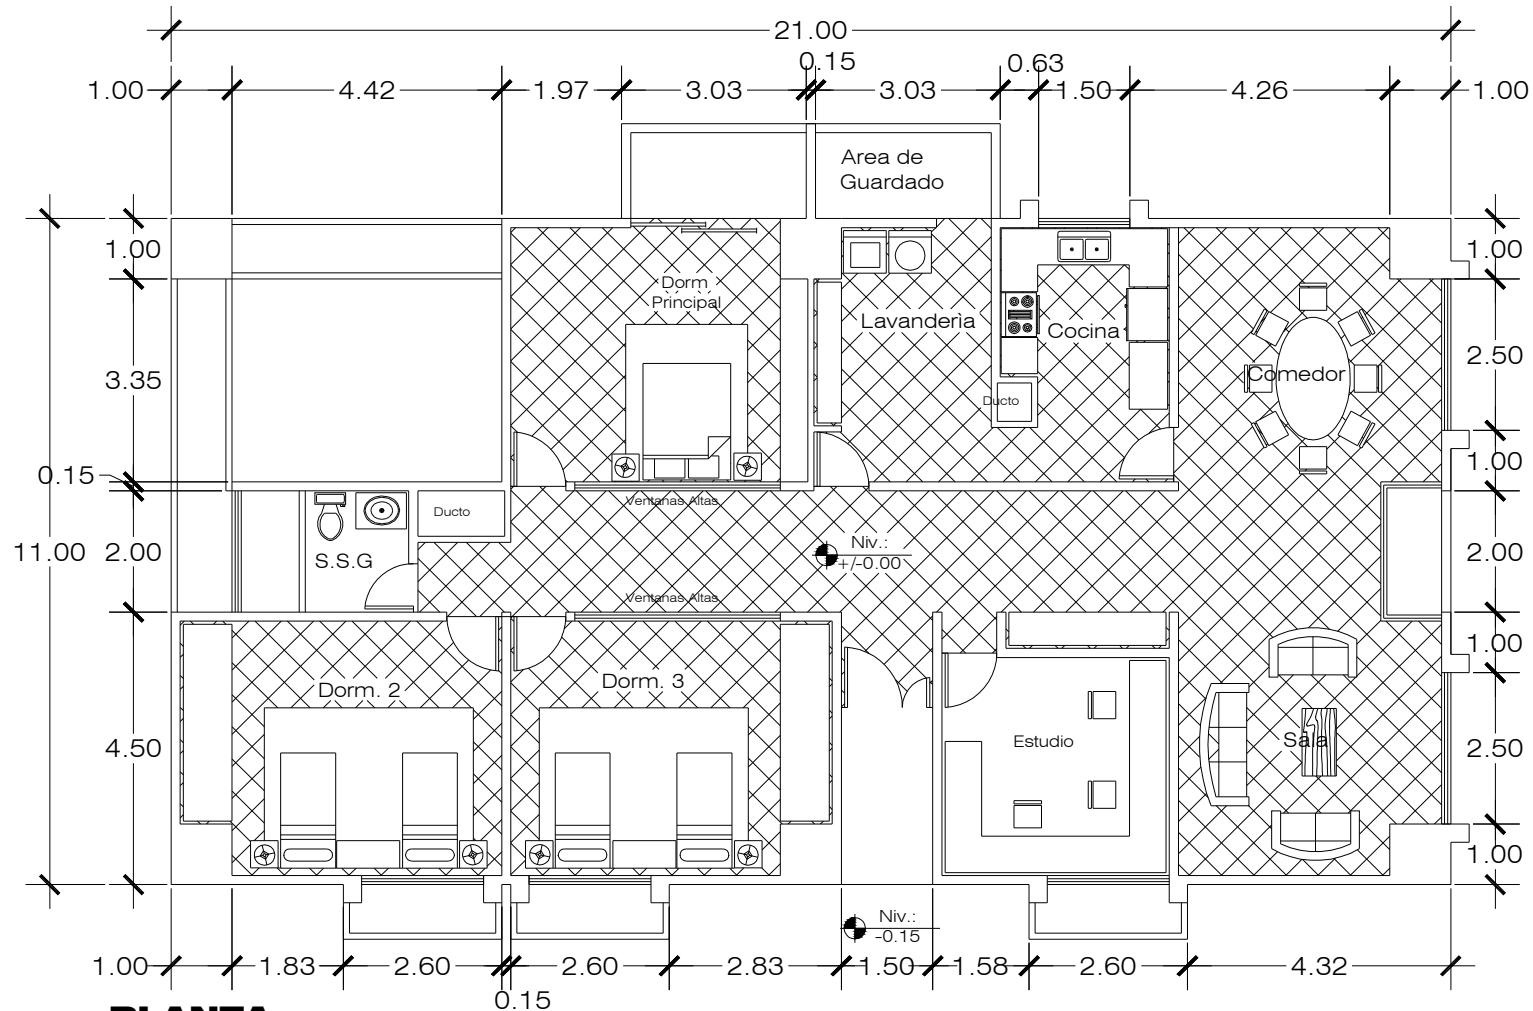 21.00
0.15
0.63
1.00
4.42
1.97
3.03
3.03
1.50
4.26
1.00
Area de
Guardado
1.00
1.00
Dorm
Principal
Lavanderìa
Cocina
2.50
Comedor
3.35
Ducto
1.00
0.15
Ventanas Altas
Ducto
11.00
2.00
S.S.G
Niv.:
+/-0.00
2.00
Ventanas Altas
1.00
Dorm. 2
Dorm. 3
4.50
Estudio
Sala
2.50
1.00
Niv.:
-0.15
1.00
1.83
2.60
2.60
2.83
1.50
1.58
2.60
4.32
0.15
PLANTA